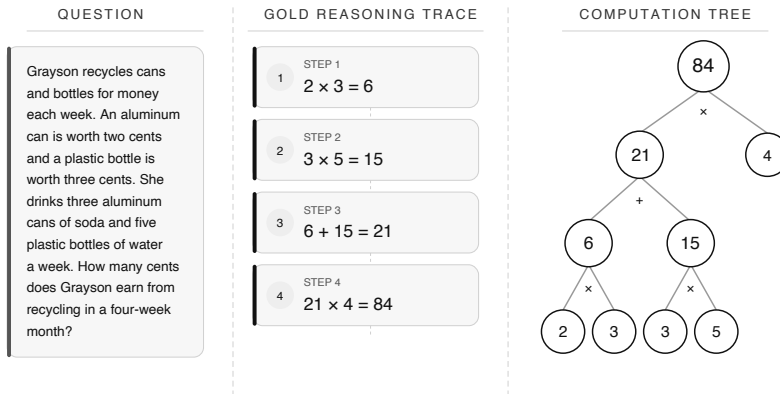 QUESTION
Grayson recycles cans
and bottles for money
each week. An aluminum
can is worth two cents
and a plastic bottle is
worth three cents. She
drinks three aluminum
cans of soda and five
plastic bottles of water
a week. How many cents
does Grayson earn from
recycling in a four-week
month?
GOLD REASONING TRACE
1
STEP 1
2 × 3 = 6
2
STEP 2
3 × 5 = 15
3
STEP 3
6 + 15 = 21
4
STEP 4
21 × 4 = 84
COMPUTATION TREE
84
×
21 4
+
6 15
× ×
2 3 3 5